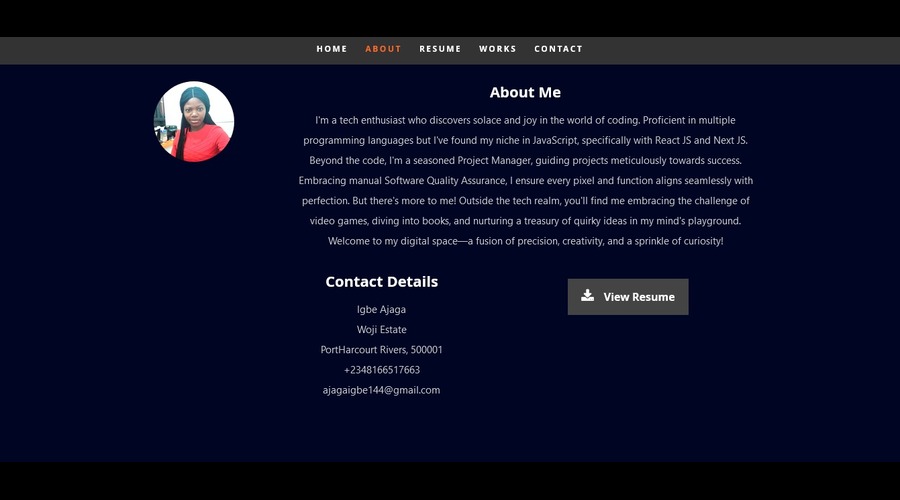 HOME ABOUT RESUME WORKS CONTACT
About Me
I'm a tech enthusiast who discovers solace and joy in the world of coding. Proficient in multiple
programming languages but I've found my niche in JavaScript, specifically with React JS and Next JS.
Beyond the code, I'm a seasoned Project Manager, guiding projects meticulously towards success.
Embracing manual Software Quality Assurance, I ensure every pixel and function aligns seamlessly with
perfection. But there's more to me! Outside the tech realm, you'll find me embracing the challenge of
video games, diving into books, and nurturing a treasury of quirky ideas in my mind's playground.
Welcome to my digital space—a fusion of precision, creativity, and a sprinkle of curiosity!
Contact Details
Igbe Ajaga
Woji Estate
PortHarcourt Rivers, 500001
+2348166517663
ajagaigbe144@gmail.com
View Resume